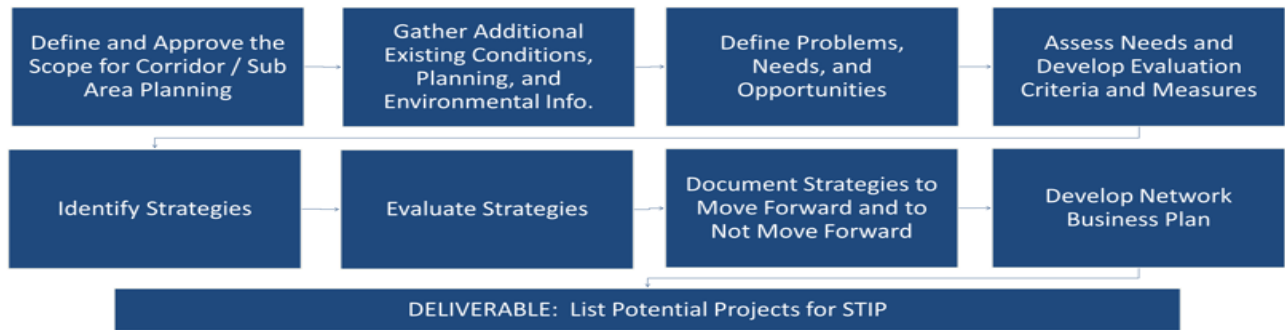 Define and Approve the
Scope for Corridor / Sub
Area Planning
Gather Additional
Existing Conditions,
Planning, and
Environmental Info.
Define Problems,
Needs, and
Opportunities
Assess Needs and
Develop Evaluation
Criteria and Measures
Identify Strategies
Evaluate Strategies
Document Strategies to
Move Forward and to
Not Move Forward
Develop Network
Business Plan
DELIVERABLE: List Potential Projects for STIP